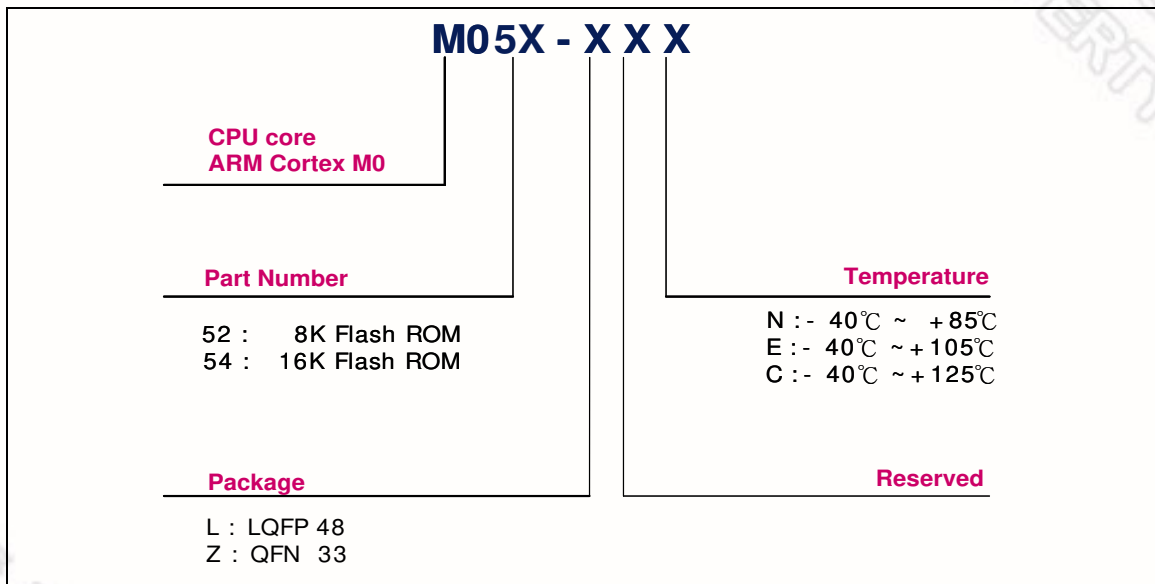 M05X - X X X
CPU core
ARM Cortex M0
Part Number
52 : 8K Flash ROM
54 : 16K Flash ROM
Temperature
N : - 40℃ ~ + 85℃
E : - 40℃ ~ + 105℃
C : - 40℃ ~ + 125℃
Package
L : LQFP 48
Z : QFN 33
Reserved